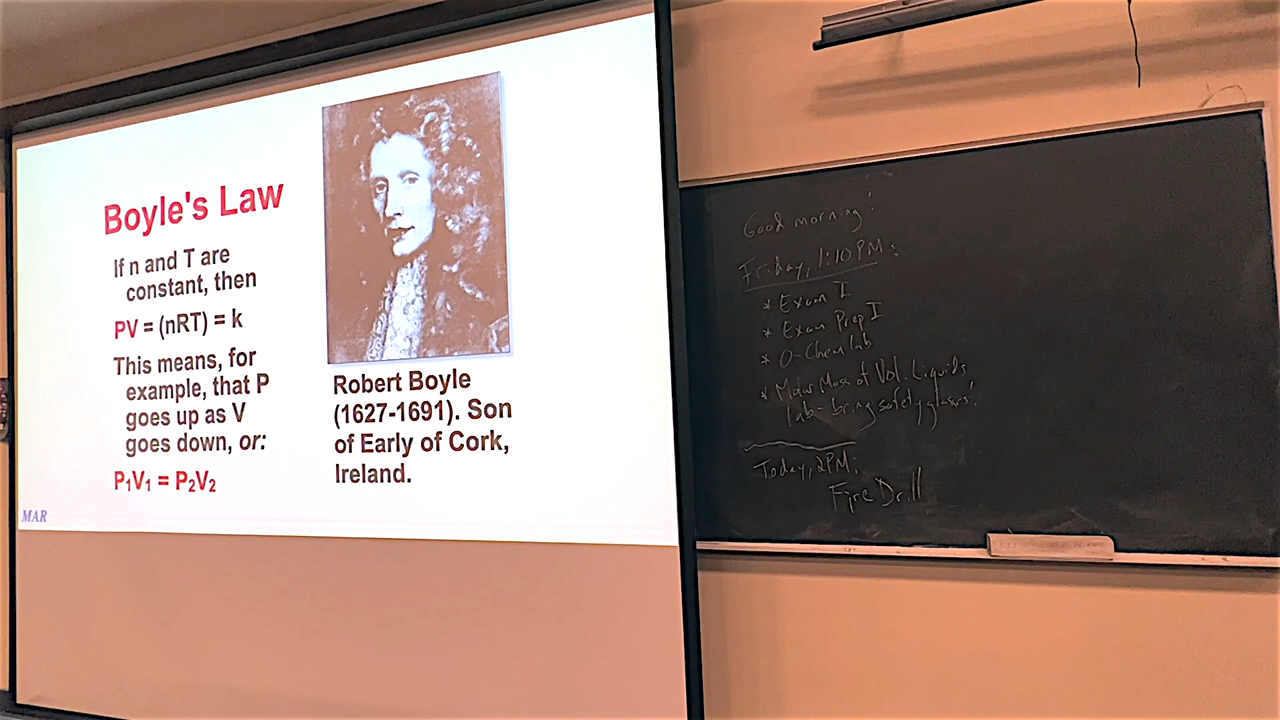 Boyle's Law
If n and T are
constant, then
PV = (nRT) = k
This means, for
example, that P
goes up as V
goes down, or:
P₁V₁ = P₂V₂
Robert Boyle
(1627-1691). Son
of Early of Cork,
Ireland.
MAR
Good morning!
Friday, 1:10 PM:
* Exam I
* Exam Prep I
* O-Chem lab
* Molar Mass of Vol. Liquids
lab - bring safety glasses!
Today, 2PM:
Fire Drill